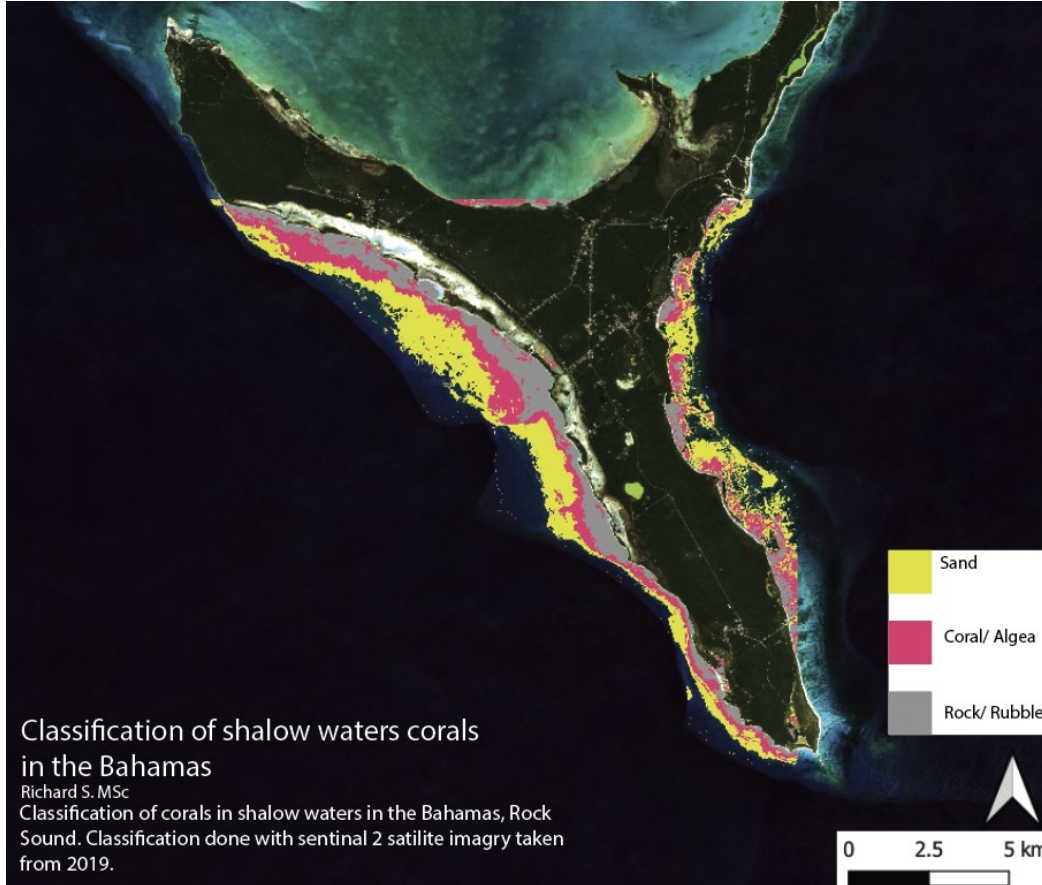 Sand
Coral/ Algea
Rock/ Rubble
Classification of shalow waters corals
in the Bahamas
Richard S. MSc
Classification of corals in shalow waters in the Bahamas, Rock
Sound. Classification done with sentinal 2 satilite imagry taken
from 2019.
0 2.5 5 km